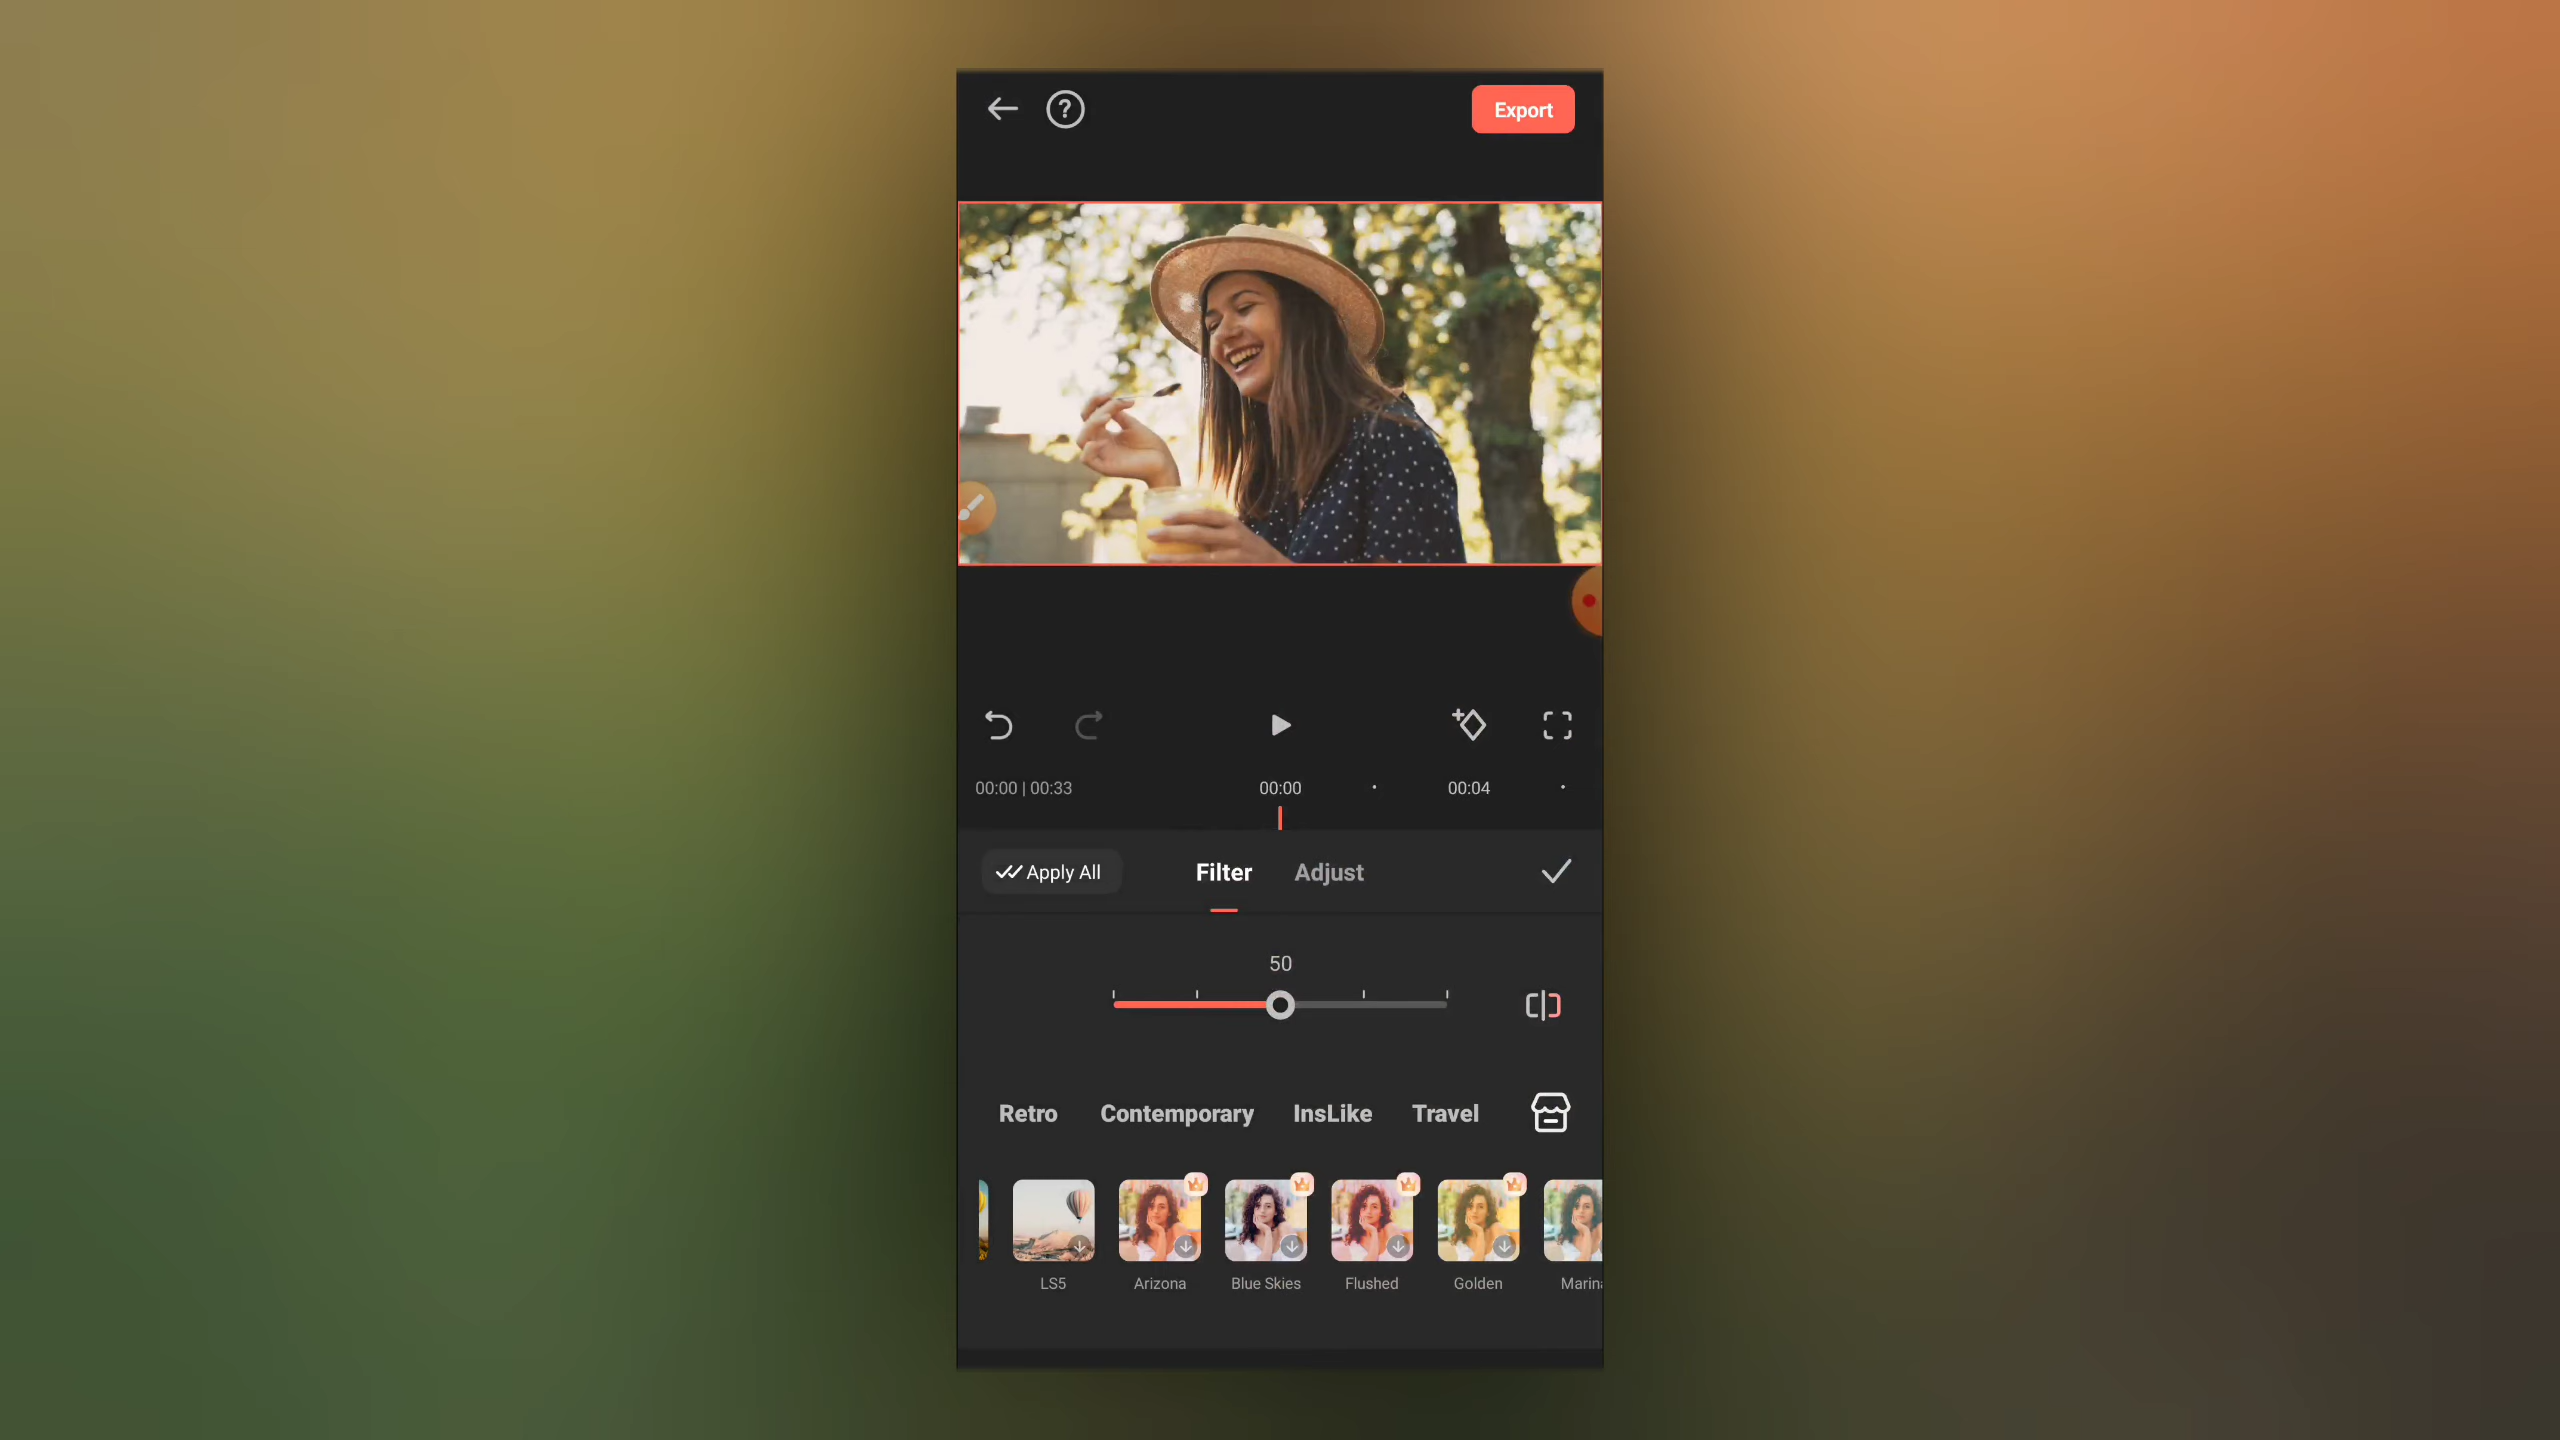 ?
Export
00:00 | 00:33
00:00
00:04
Apply All
Filter
Adjust
50
Retro
Contemporary
InsLike
Travel
LS5
Arizona
Blue Skies
Flushed
Golden